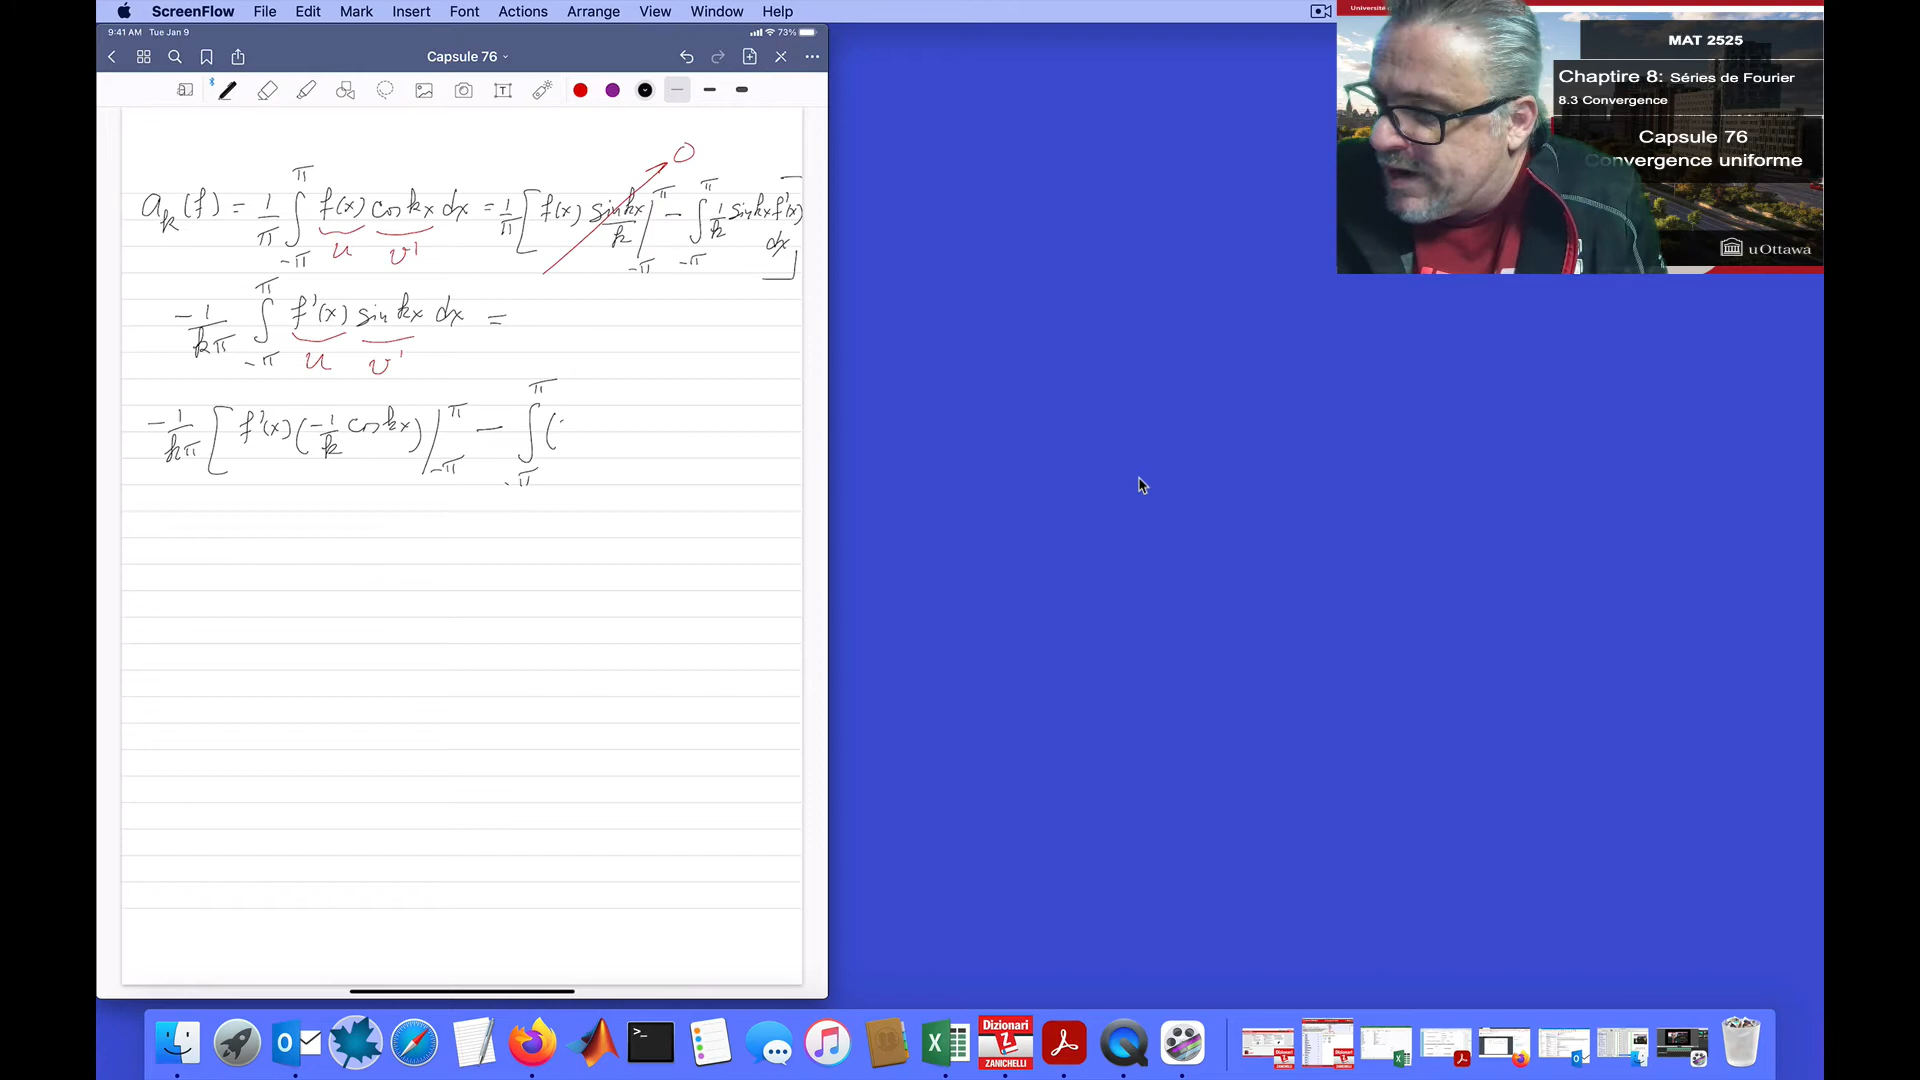 ScreenFlow File Edit Mark Insert Font Actions Arrange View Window Help
9:41 AM Tue Jan 9 73%
Capsule 76
a_k(f) = 1/π ∫_{-π}^{π} f(x) cos kx dx = 1/π [ f(x) sin kx / k |_{-π}^{π} - ∫_{-π}^{π} 1/k sin kx f'(x) dx ]
0
u v'
-1/kπ ∫_{-π}^{π} f'(x) sin kx dx =
u v'
-1/kπ [ f'(x) (-1/k cos kx) |_{-π}^{π} - ∫_{-π}^{π} (
Université
MAT 2525
Chaptire 8: Séries de Fourier
8.3 Convergence
Capsule 76
Convergence uniforme
uOttawa
Dizionari
Z
ZANICHELLI